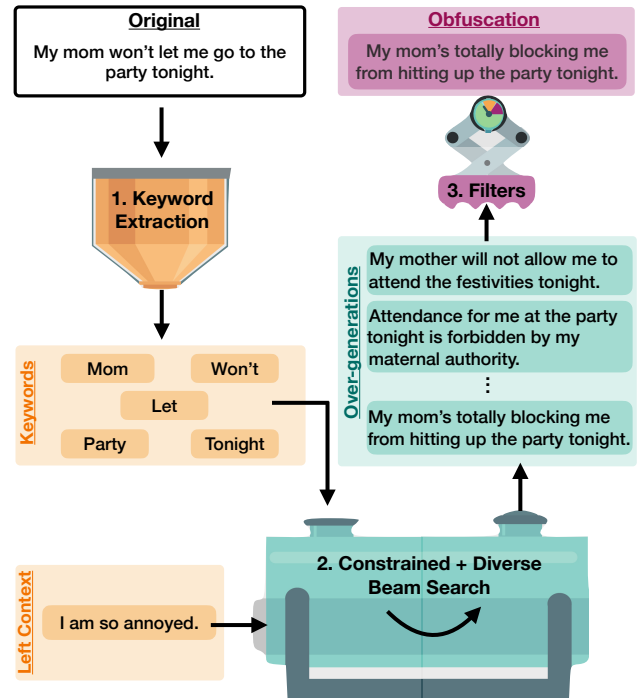 Original
My mom won't let me go to the
party tonight.
1. Keyword
Extraction
Keywords
Mom
Won't
Let
Party
Tonight
Left Context
I am so annoyed.
2. Constrained + Diverse
Beam Search
Over-generations
My mother will not allow me to
attend the festivities tonight.
Attendance for me at the party
tonight is forbidden by my
maternal authority.
⋮
My mom's totally blocking me
from hitting up the party tonight.
3. Filters
Obfuscation
My mom's totally blocking me
from hitting up the party tonight.